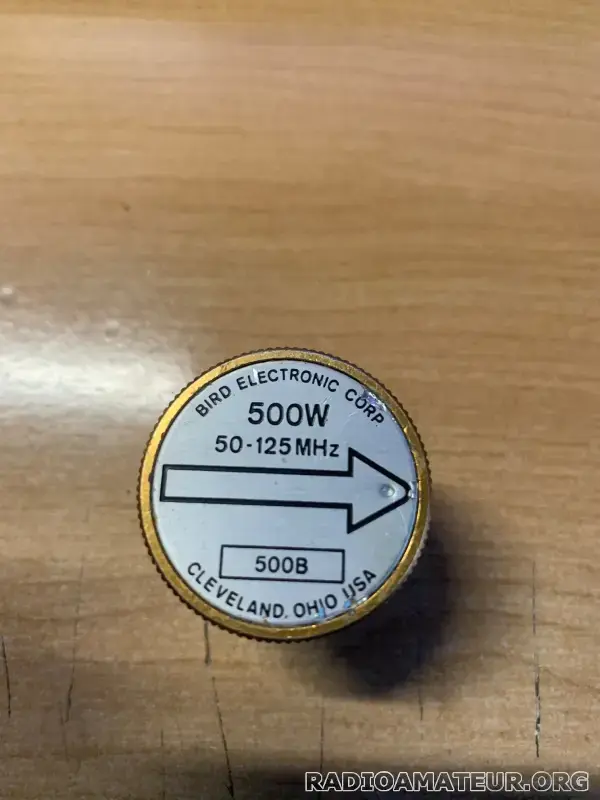 BIRD ELECTRONIC CORP.
500W
50-125MHz
500B
CLEVELAND, OHIO USA
RADIOAMATEUR.ORG